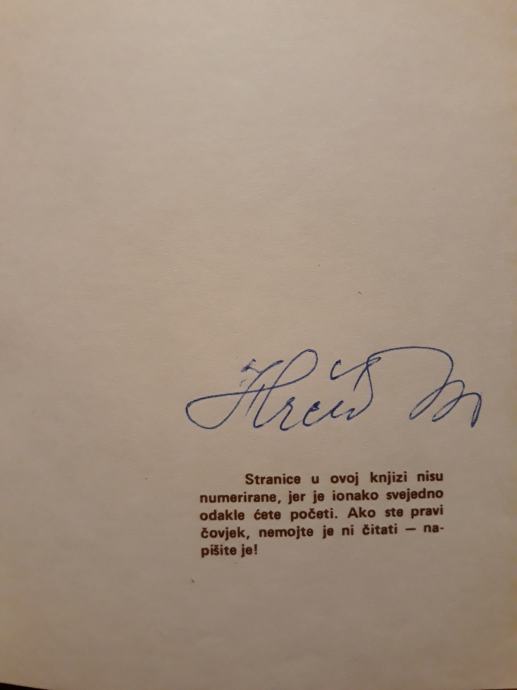 Stranice u ovoj knjizi nisu
numerirane, jer je ionako svejedno
odakle ćete početi. Ako ste pravi
čovjek, nemojte je ni čitati — na-
pišite je!